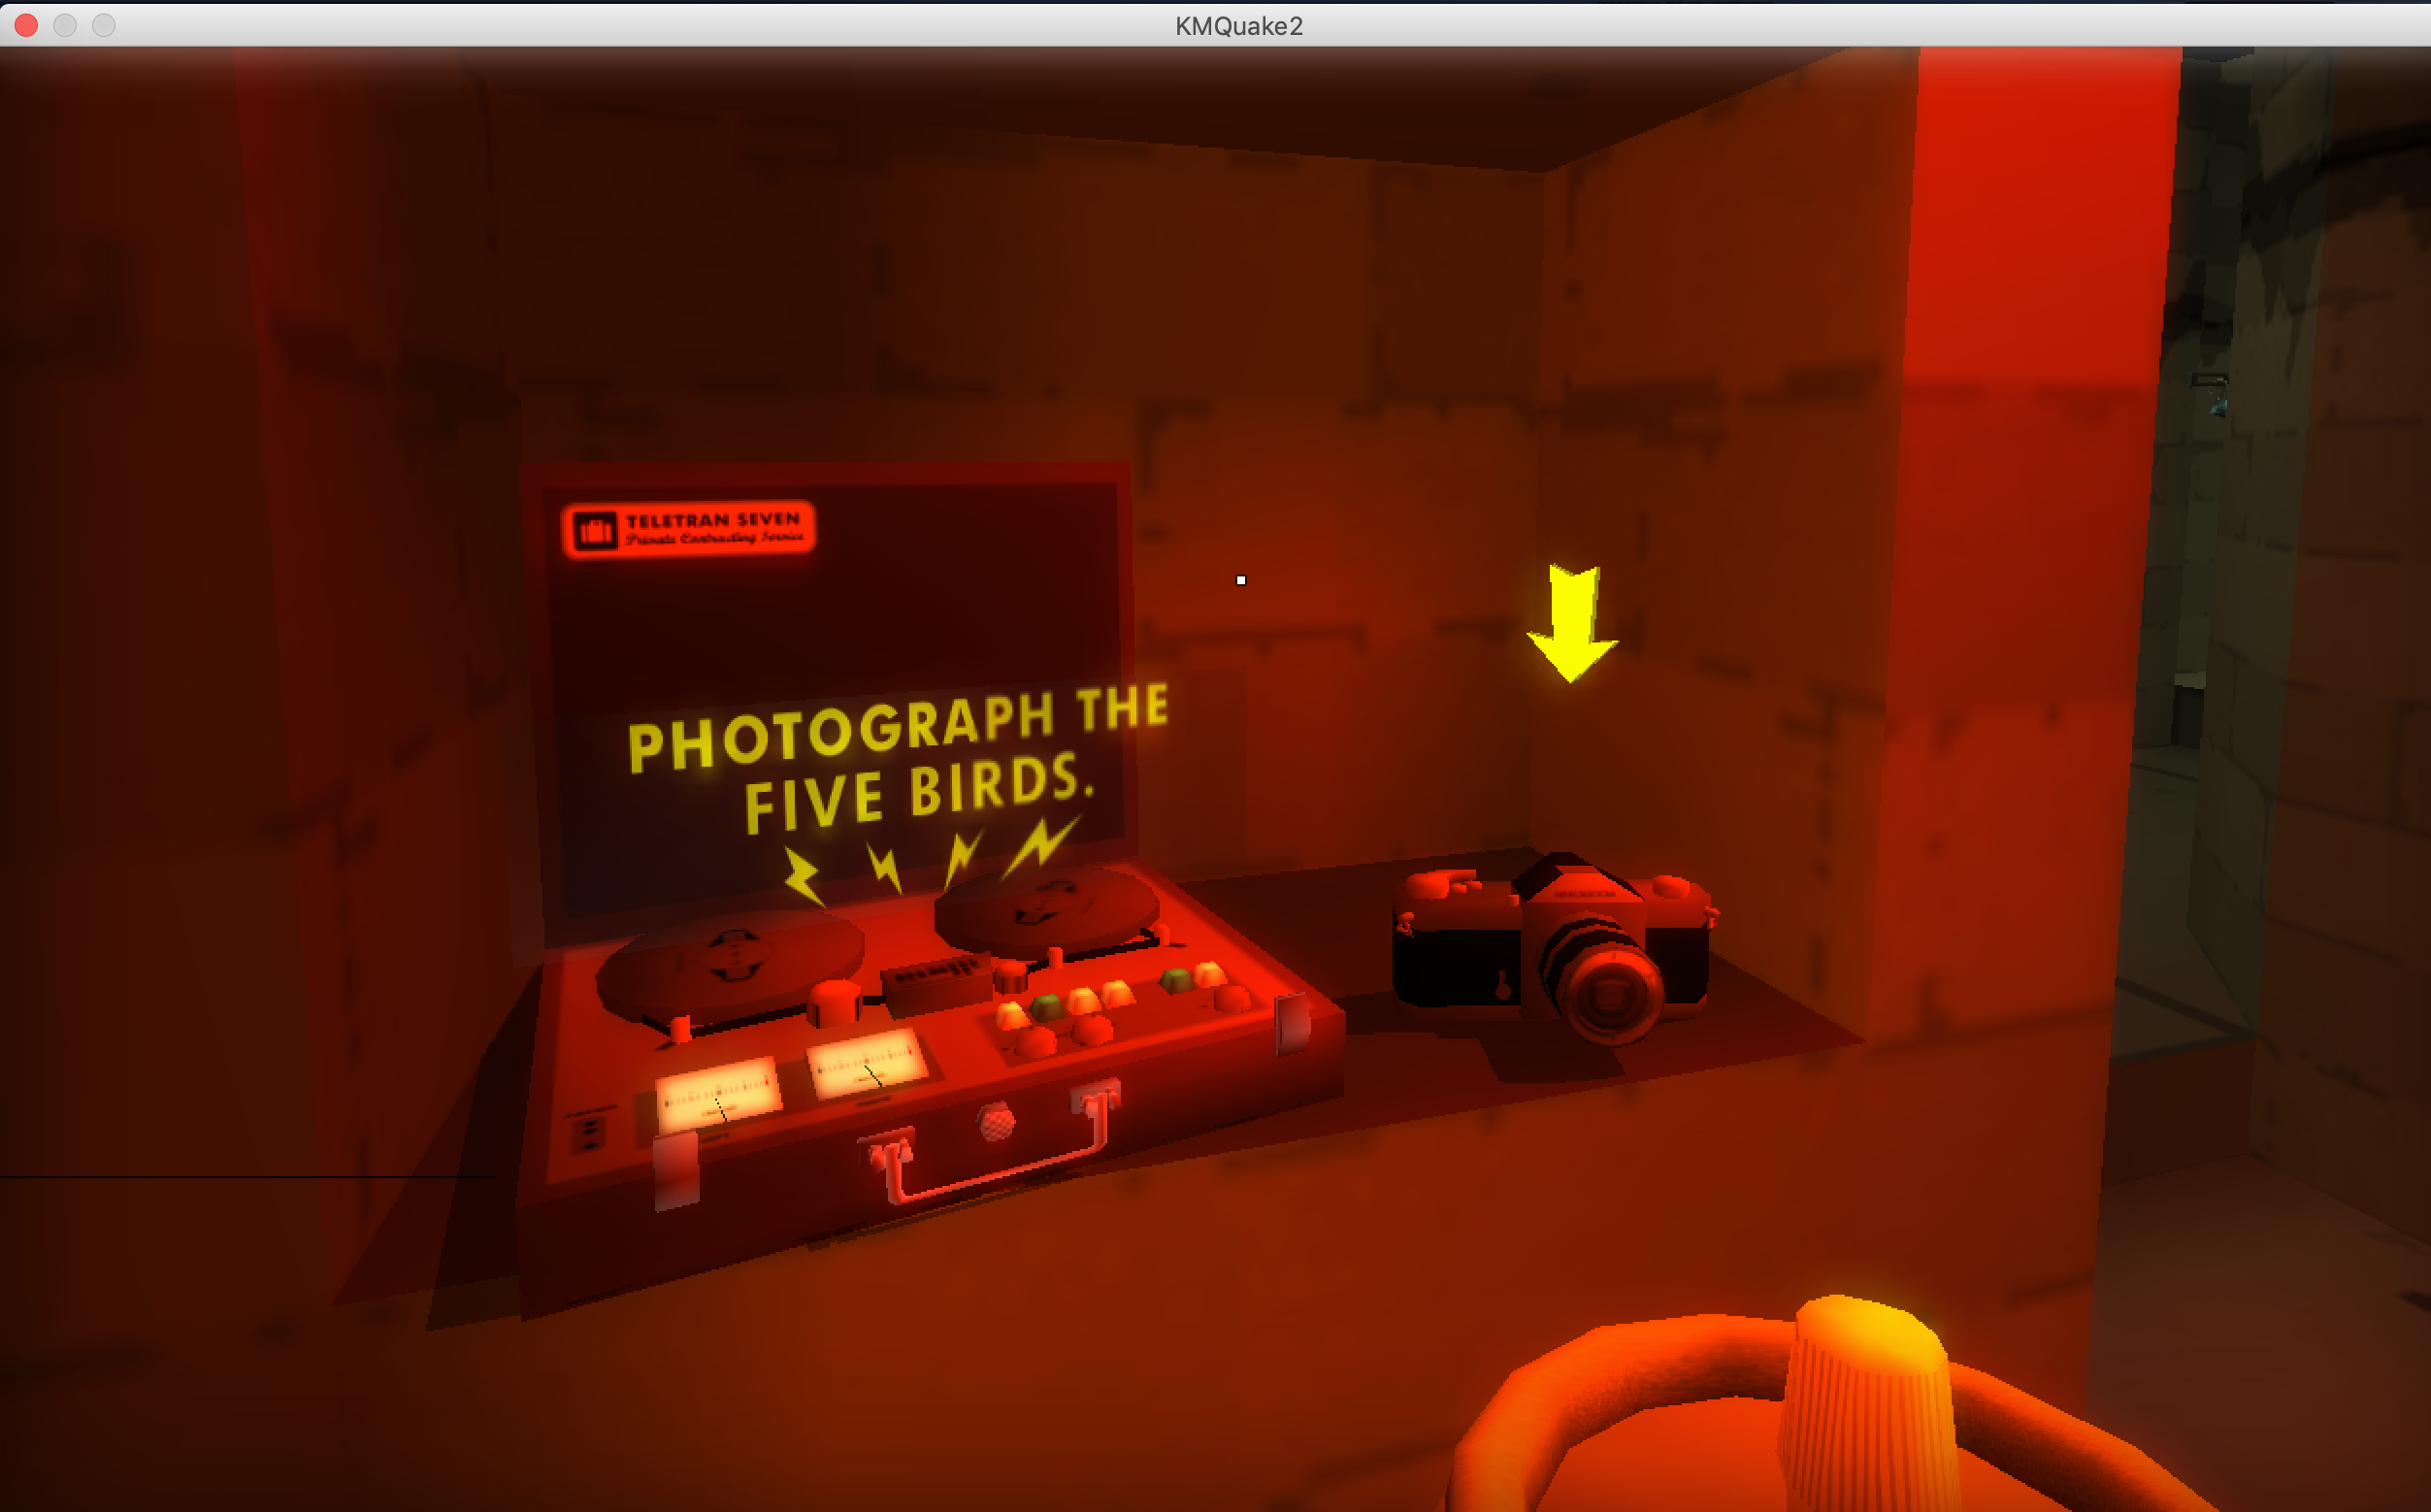 KMQuake2
TELETRAN SEVEN
Private Contracting Service
PHOTOGRAPH THE
FIVE BIRDS.